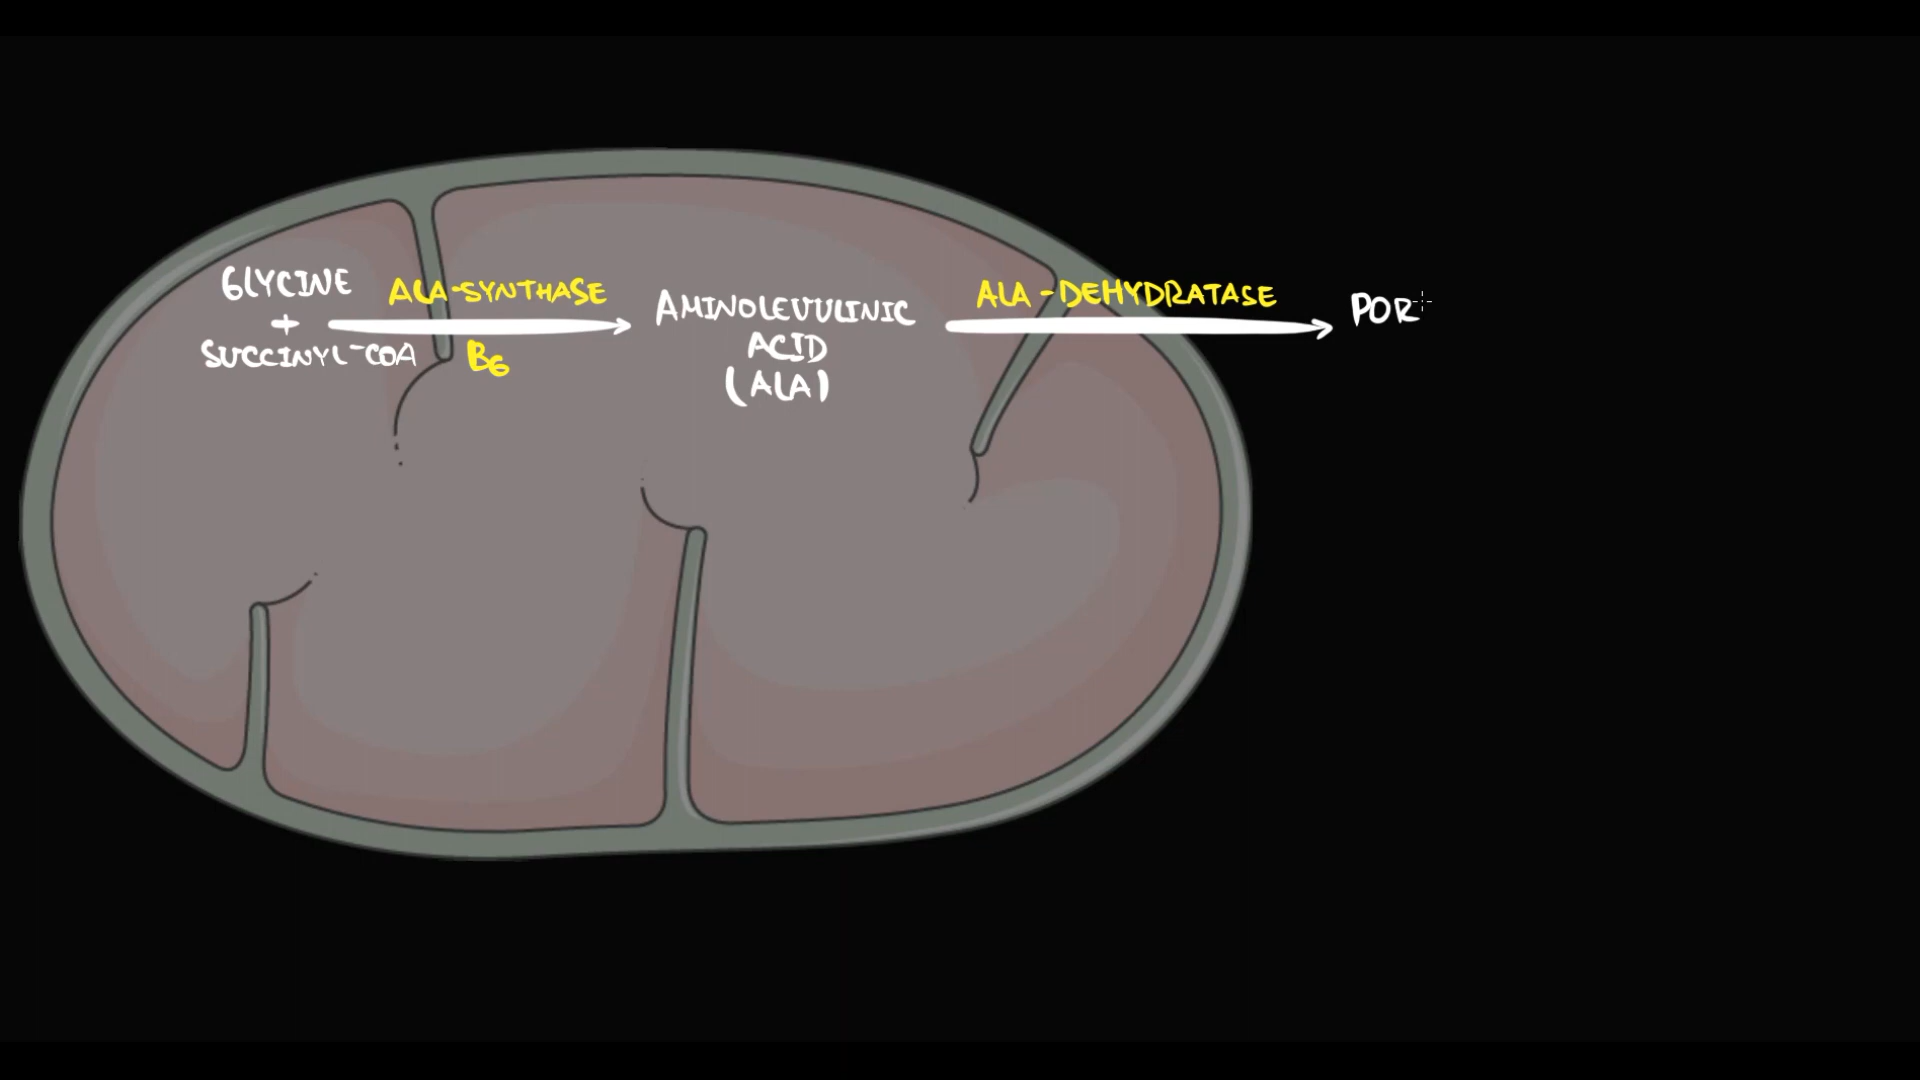 GLYCINE
+
SUCCINYL-COA
ALA-SYNTHASE
B6
AMINOLEVULINIC
ACID
(ALA)
ALA-DEHYDRATASE
POR